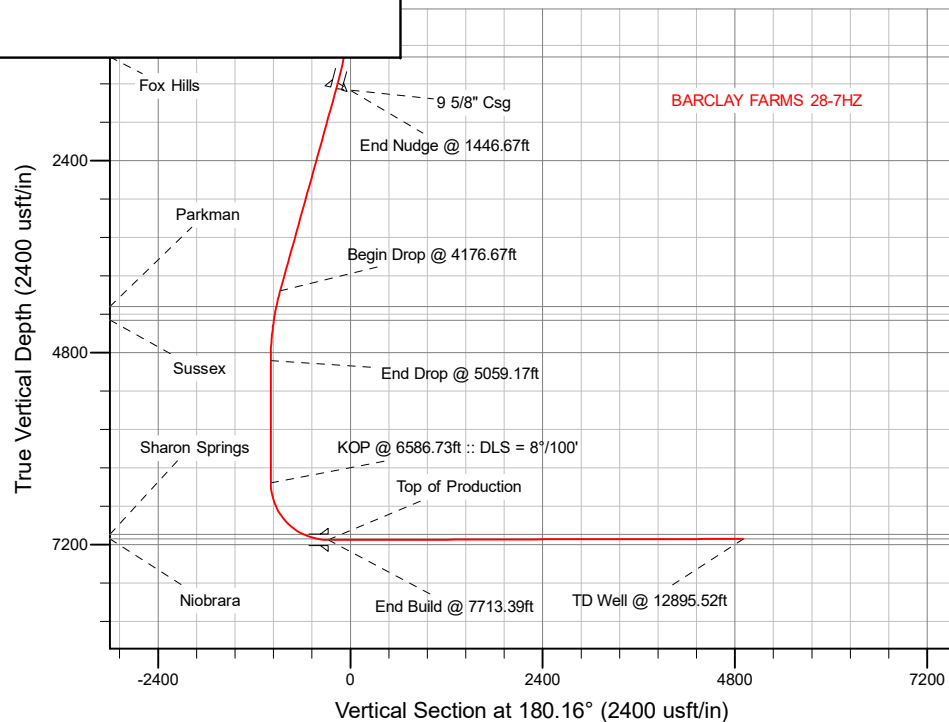 Fox Hills
9 5/8" Csg
BARCLAY FARMS 28-7HZ
End Nudge @ 1446.67ft
2400
Parkman
Begin Drop @ 4176.67ft
4800
Sussex
End Drop @ 5059.17ft
Sharon Springs
KOP @ 6586.73ft :: DLS = 8°/100'
Top of Production
7200
Niobrara
End Build @ 7713.39ft
TD Well @ 12895.52ft
True Vertical Depth (2400 usft/in)
-2400
0
2400
4800
7200
Vertical Section at 180.16° (2400 usft/in)